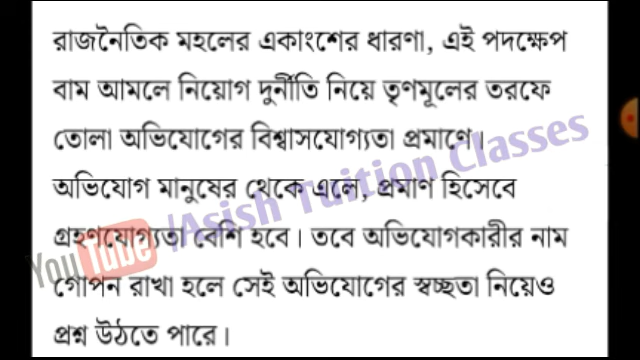 রাজনৈতিক মহলের একাংশের ধারণা, এই পদক্ষেপ
বাম আমলে নিয়োগ দুর্নীতি নিয়ে তৃণমূলের তরফে
তোলা অভিযোগের বিশ্বাসযোগ্যতা প্রমাণে।
অভিযোগ মানুষের থেকে এলে, প্রমাণ হিসেবে
গ্রহণযোগ্যতা বেশি হবে। তবে অভিযোগকারীর নাম
গোপন রাখা হলে সেই অভিযোগের স্বচ্ছতা নিয়েও
প্রশ্ন উঠতে পারে।
YouTube/Asish Tuition Classes